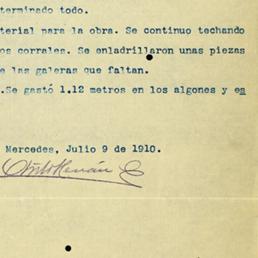 terminado todo.
terial para la obra. Se continuo techando
os corrales. Se enladrillaron unas piezas
e las galeras que faltan.
.Se gastó 1.12 metros en los algones y en
Mercedes, Julio 9 de 1910.